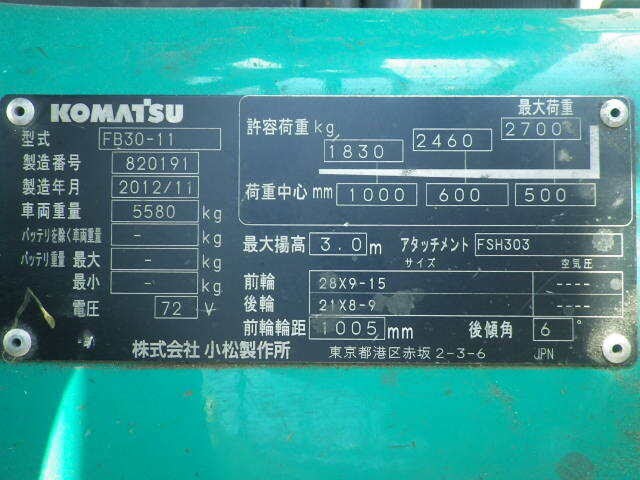 KOMATSU
型式 FB30-11
製造番号 820191
製造年月 2012/11
車両重量 5580 kg
バッテリを除く車両重量 - kg
バッテリ重量 最大 - kg
最小 - kg
電圧 72 V
最大荷重
許容荷重 kg 1830 2460 2700
荷重中心 mm 1000 600 500
最大揚高 3.0 m アタッチメント FSH303
サイズ 空気圧
前輪 28X9-15 ----
後輪 21X8-9 ----
前輪輪距 1005 mm 後傾角 6°
株式会社 小松製作所 東京都港区赤坂 2-3-6 JPN